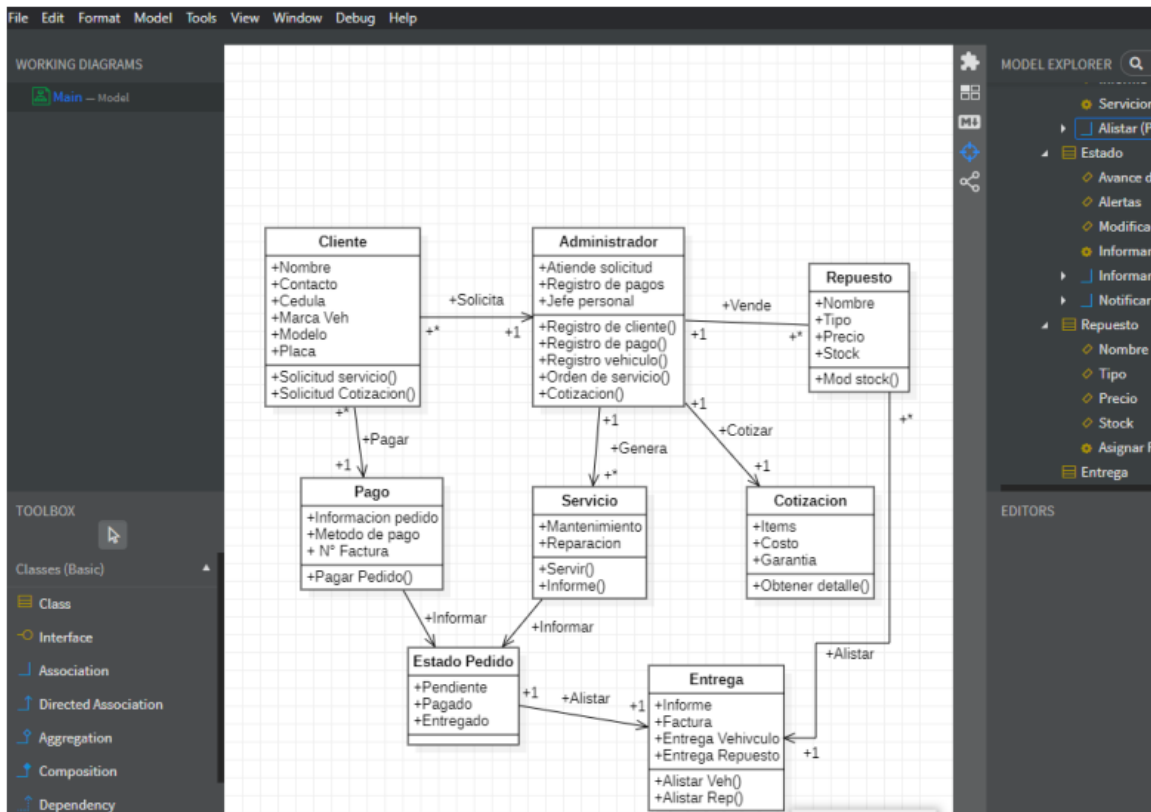 File Edit Format Model Tools View Window Debug Help
WORKING DIAGRAMS
Main — Model
TOOLBOX
Classes (Basic)
Class
Interface
Association
Directed Association
Aggregation
Composition
Dependency
Cliente
+Nombre
+Contacto
+Cedula
+Marca Veh
+Modelo
+Placa
+Solicitud servicio()
+Solicitud Cotizacion()
+Solicita
+*
+1
Administrador
+Atiende solicitud
+Registro de pagos
+Jefe personal
+Registro de cliente()
+Registro de pago()
+Registro vehiculo()
+Orden de servicio()
+Cotizacion()
+Vende
+1
+*
Repuesto
+Nombre
+Tipo
+Precio
+Stock
+Mod stock()
+*
+Pagar
+1
+1
+Genera
+*
+1
+Cotizar
+1
+*
Pago
+Informacion pedido
+Metodo de pago
+ N° Factura
+Pagar Pedido()
Servicio
+Mantenimiento
+Reparacion
+Servir()
+Informe()
Cotizacion
+Items
+Costo
+Garantia
+Obtener detalle()
+Informar
+Informar
Estado Pedido
+Pendiente
+Pagado
+Entregado
+1
+Alistar
+1
Entrega
+Informe
+Factura
+Entrega Vehivculo
+Entrega Repuesto
+Alistar Veh()
+Alistar Rep()
+Alistar
+1
MODEL EXPLORER
Alistar (P
Estado
Avance d
Alertas
Modifica
Informar
Informar
Notificar
Repuesto
Nombre
Tipo
Precio
Stock
Asignar
Entrega
EDITORS